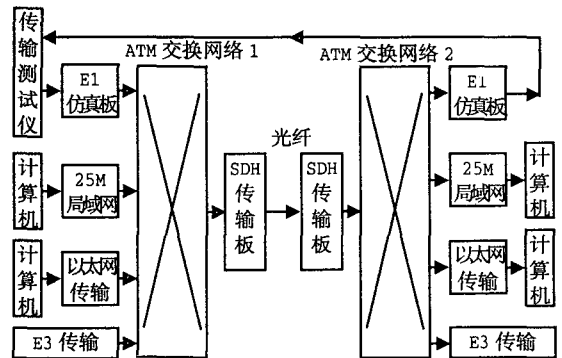 传输测试仪
ATM 交换网络 1
ATM 交换网络 2
E1
仿真板
E1
仿真板
光纤
计算机
25M
局域网
SDH
传输板
SDH
传输板
25M
局域网
计算机
计算机
以太网
传输
以太网
传输
计算机
E3 传输
E3 传输